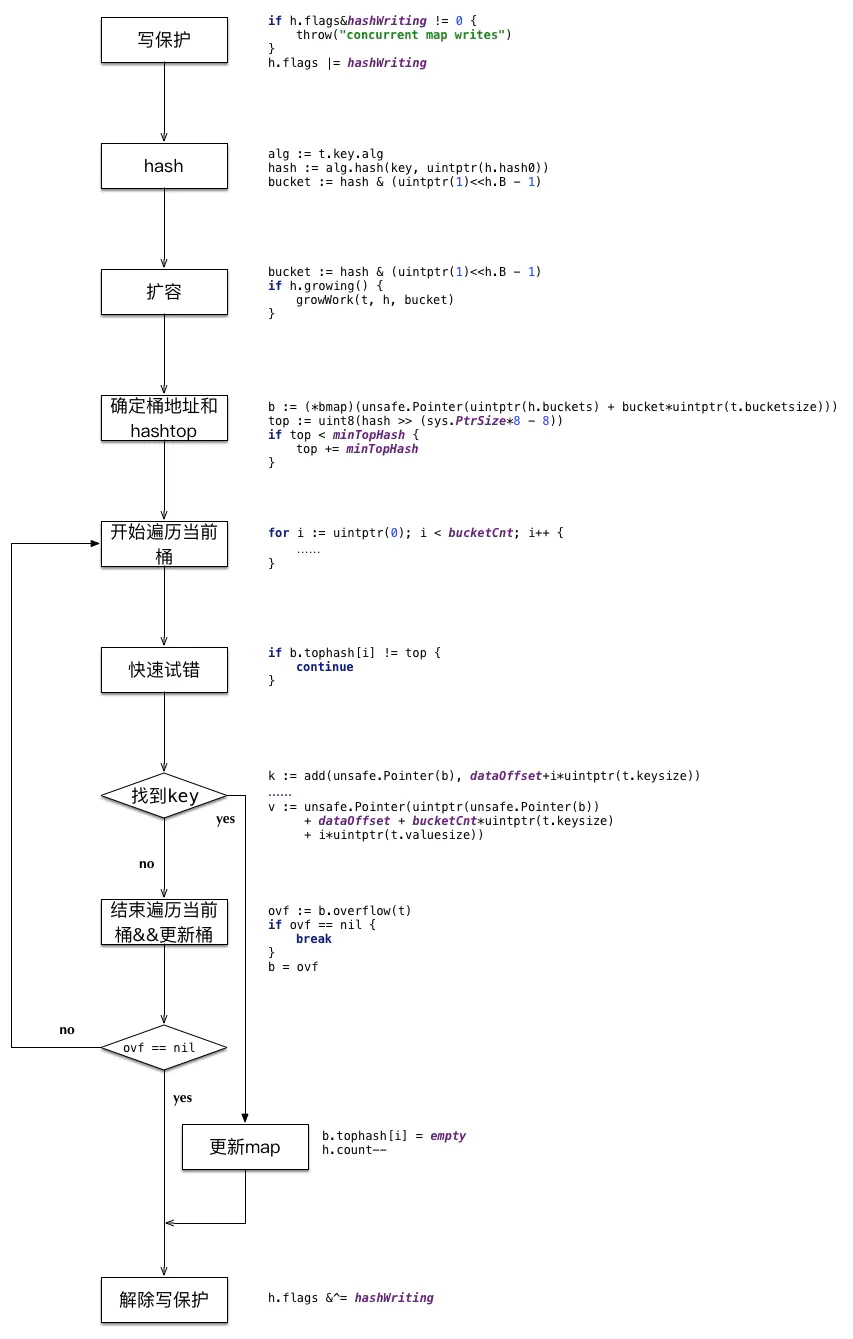 写保护
if h.flags&hashWriting != 0 {
throw("concurrent map writes")
}
h.flags |= hashWriting
hash
alg := t.key.alg
hash := alg.hash(key, uintptr(h.hash0))
bucket := hash & (uintptr(1)<<h.B − 1)
扩容
bucket := hash & (uintptr(1)<<h.B − 1)
if h.growing() {
growWork(t, h, bucket)
}
确定桶地址和
hashtop
b := (*bmap)(unsafe.Pointer(uintptr(h.buckets) + bucket*uintptr(t.bucketsize)))
top := uint8(hash >> (sys.PtrSize*8 − 8))
if top < minTopHash {
top += minTopHash
}
开始遍历当前
桶
for i := uintptr(0); i < bucketCnt; i++ {
......
}
快速试错
if b.tophash[i] != top {
continue
}
找到key
yes
no
k := add(unsafe.Pointer(b), dataOffset+i*uintptr(t.keysize))
......
v := unsafe.Pointer(uintptr(unsafe.Pointer(b))
+ dataOffset + bucketCnt*uintptr(t.keysize)
+ i*uintptr(t.valuesize))
结束遍历当前
桶&&更新桶
ovf := b.overflow(t)
if ovf == nil {
break
}
b = ovf
no
ovf == nil
yes
更新map
b.tophash[i] = empty
h.count−−
解除写保护
h.flags &^= hashWriting